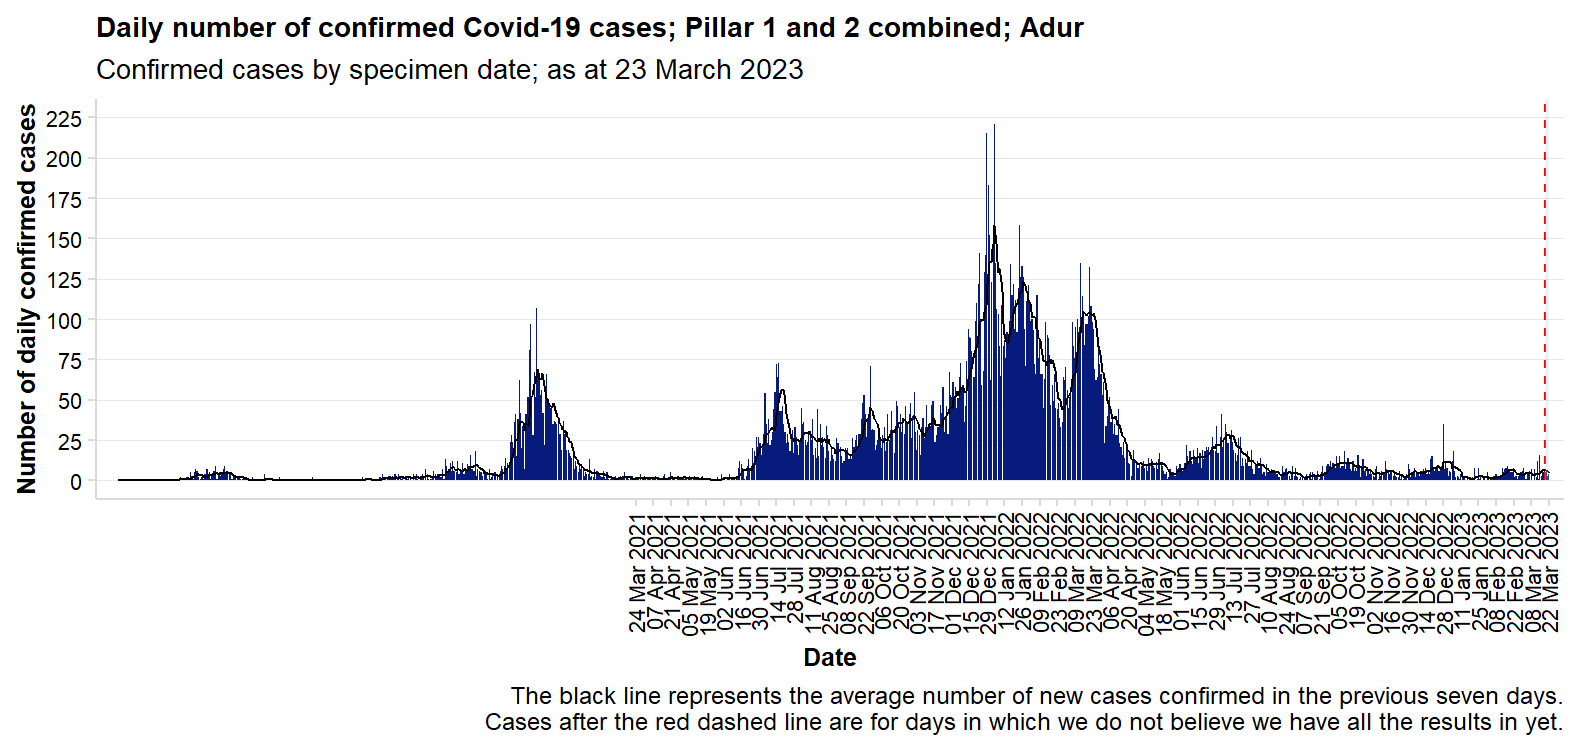 Daily number of confirmed Covid-19 cases; Pillar 1 and 2 combined; Adur
Confirmed cases by specimen date; as at 23 March 2023
Number of daily confirmed cases
225
200
175
150
125
100
75
50
25
0
24 Mar 2021
07 Apr 2021
21 Apr 2021
05 May 2021
19 May 2021
02 Jun 2021
16 Jun 2021
30 Jun 2021
14 Jul 2021
28 Jul 2021
11 Aug 2021
25 Aug 2021
08 Sep 2021
22 Sep 2021
06 Oct 2021
20 Oct 2021
03 Nov 2021
17 Nov 2021
01 Dec 2021
15 Dec 2021
29 Dec 2021
12 Jan 2022
26 Jan 2022
09 Feb 2022
23 Feb 2022
09 Mar 2022
23 Mar 2022
06 Apr 2022
20 Apr 2022
04 May 2022
18 May 2022
01 Jun 2022
15 Jun 2022
29 Jun 2022
13 Jul 2022
27 Jul 2022
10 Aug 2022
24 Aug 2022
07 Sep 2022
21 Sep 2022
05 Oct 2022
19 Oct 2022
02 Nov 2022
16 Nov 2022
30 Nov 2022
14 Dec 2022
28 Dec 2022
11 Jan 2023
25 Jan 2023
08 Feb 2023
22 Feb 2023
08 Mar 2023
22 Mar 2023
Date
The black line represents the average number of new cases confirmed in the previous seven days.
Cases after the red dashed line are for days in which we do not believe we have all the results in yet.